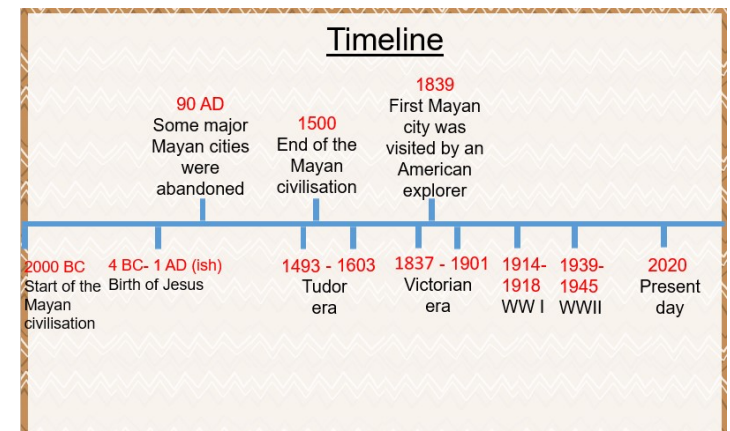 Timeline
90 AD
Some major
Mayan cities
were
abandoned
1500
End of the
Mayan
civilisation
1839
First Mayan
city was
visited by an
American
explorer
2000 BC
Start of the
Mayan
civilisation
4 BC- 1 AD (ish)
Birth of Jesus
1493 - 1603
Tudor
era
1837 - 1901
Victorian
era
1914-
1918
WW I
1939-
1945
WWII
2020
Present
day